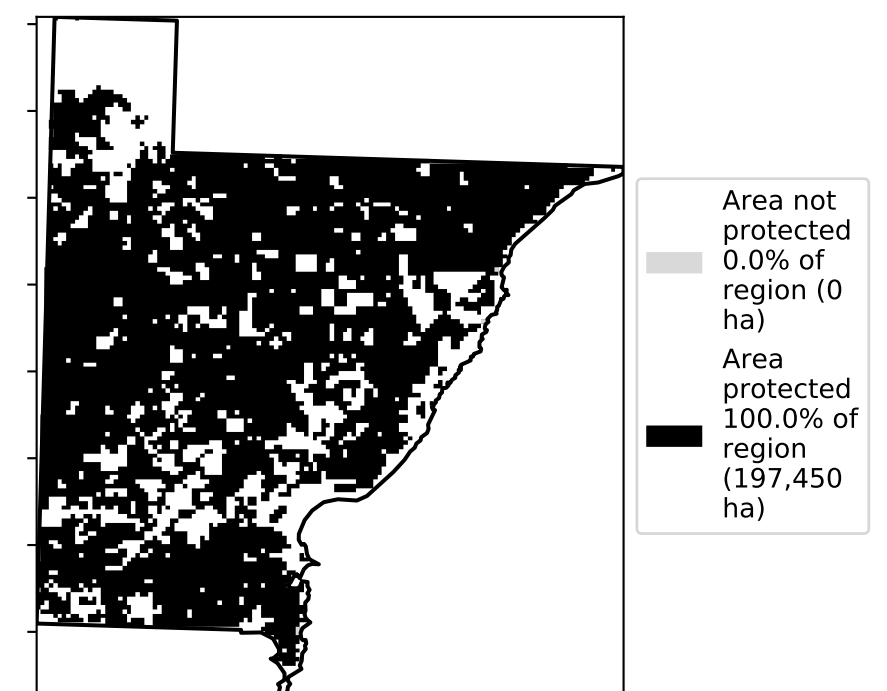 Area not
protected
0.0% of
region (0
ha)
Area
protected
100.0% of
region
(197,450
ha)